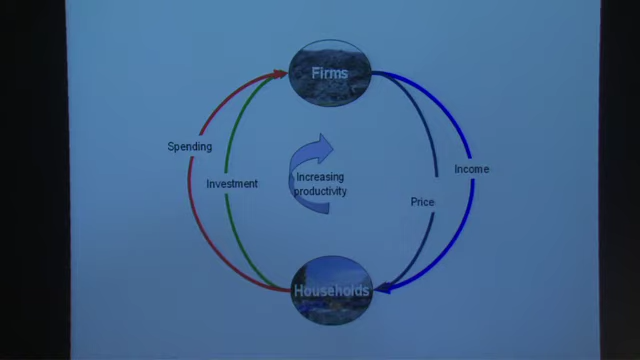 Firms
Spending
Income
Increasing
productivity
Investment
Price
Households